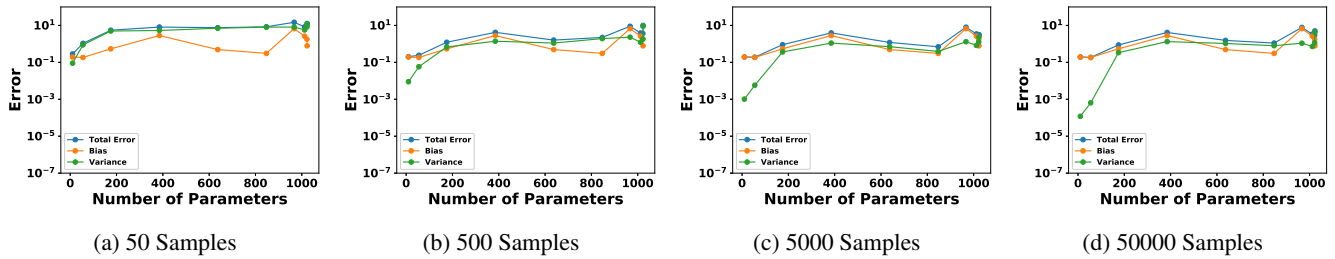 10^1
10^-1
10^-3
10^-5
10^-7
Error
0 200 400 600 800 1000
Number of Parameters
Total Error
Bias
Variance
(a) 50 Samples
10^1
10^-1
10^-3
10^-5
10^-7
Error
0 200 400 600 800 1000
Number of Parameters
Total Error
Bias
Variance
(b) 500 Samples
10^1
10^-1
10^-3
10^-5
10^-7
Error
0 200 400 600 800 1000
Number of Parameters
Total Error
Bias
Variance
(c) 5000 Samples
10^1
10^-1
10^-3
10^-5
10^-7
Error
0 200 400 600 800 1000
Number of Parameters
Total Error
Bias
Variance
(d) 50000 Samples